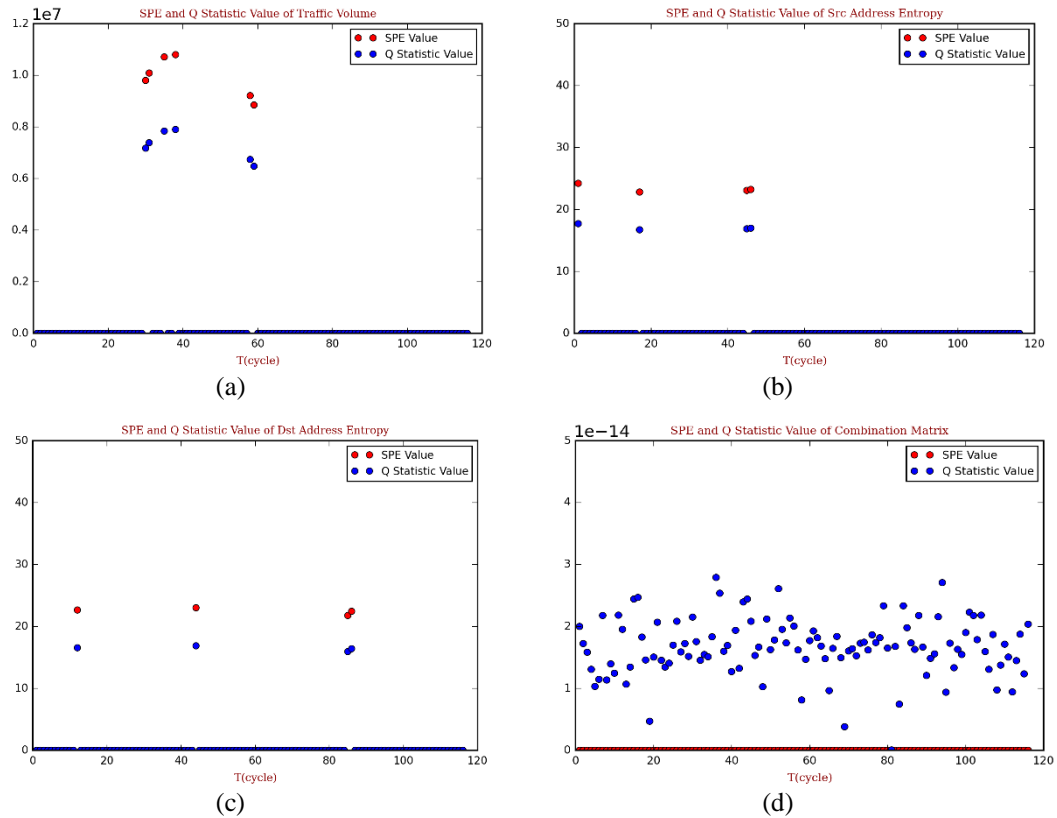 SPE and Q Statistic Value of Traffic Volume
1e7
1.2
1.0
0.8
0.6
0.4
0.2
0.0
0 20 40 60 80 100 120
T(cycle)
SPE Value
Q Statistic Value
(a)
SPE and Q Statistic Value of Src Address Entropy
50
40
30
20
10
0
0 20 40 60 80 100 120
T(cycle)
SPE Value
Q Statistic Value
(b)
SPE and Q Statistic Value of Dst Address Entropy
50
40
30
20
10
0
0 20 40 60 80 100 120
T(cycle)
SPE Value
Q Statistic Value
(c)
SPE and Q Statistic Value of Combination Matrix
1e−14
5
4
3
2
1
0
0 20 40 60 80 100 120
T(cycle)
SPE Value
Q Statistic Value
(d)